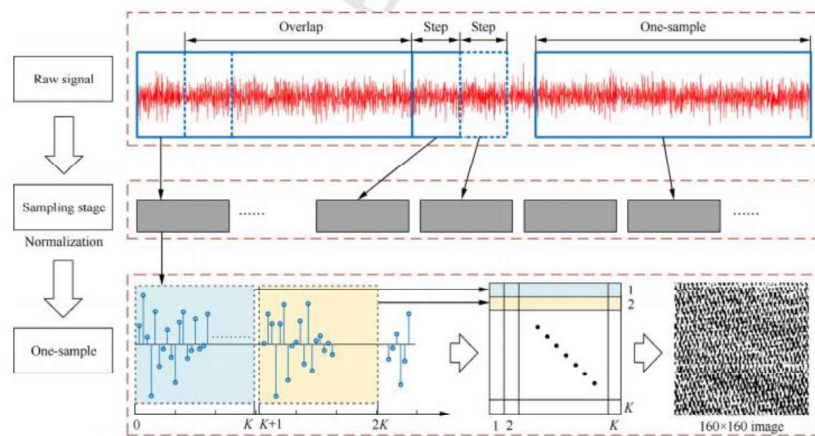 Overlap Step Step One-sample
Raw signal
Sampling stage
......
......
Normalization
One-sample
..........
1
2
K
0 K K+1 2K
1 2 K
160×160 image